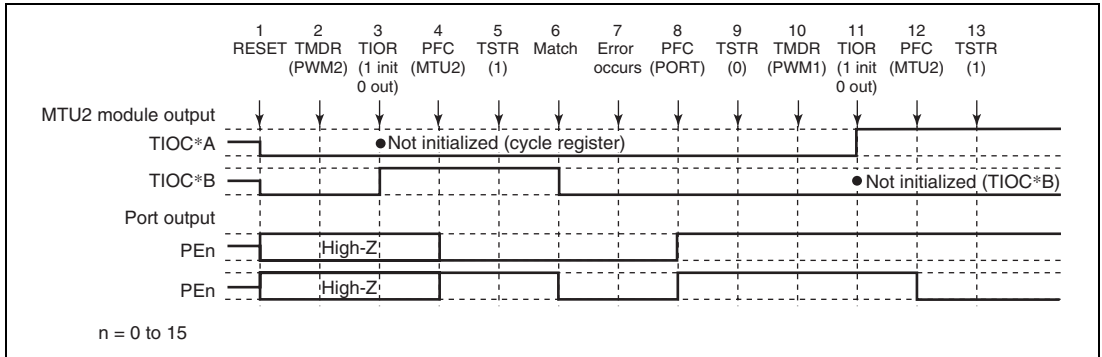 1 2 3 4 5 6 7 8 9 10 11 12 13
RESET TMDR TIOR PFC TSTR Match Error PFC TSTR TMDR TIOR PFC TSTR
(PWM2) (1 init (MTU2) (1) occurs (PORT) (0) (PWM1) (1 init (MTU2) (1)
0 out) 0 out)
MTU2 module output
TIOC*A
●Not initialized (cycle register)
TIOC*B
●Not initialized (TIOC*B)
Port output
PEn
High-Z
PEn
High-Z
n = 0 to 15